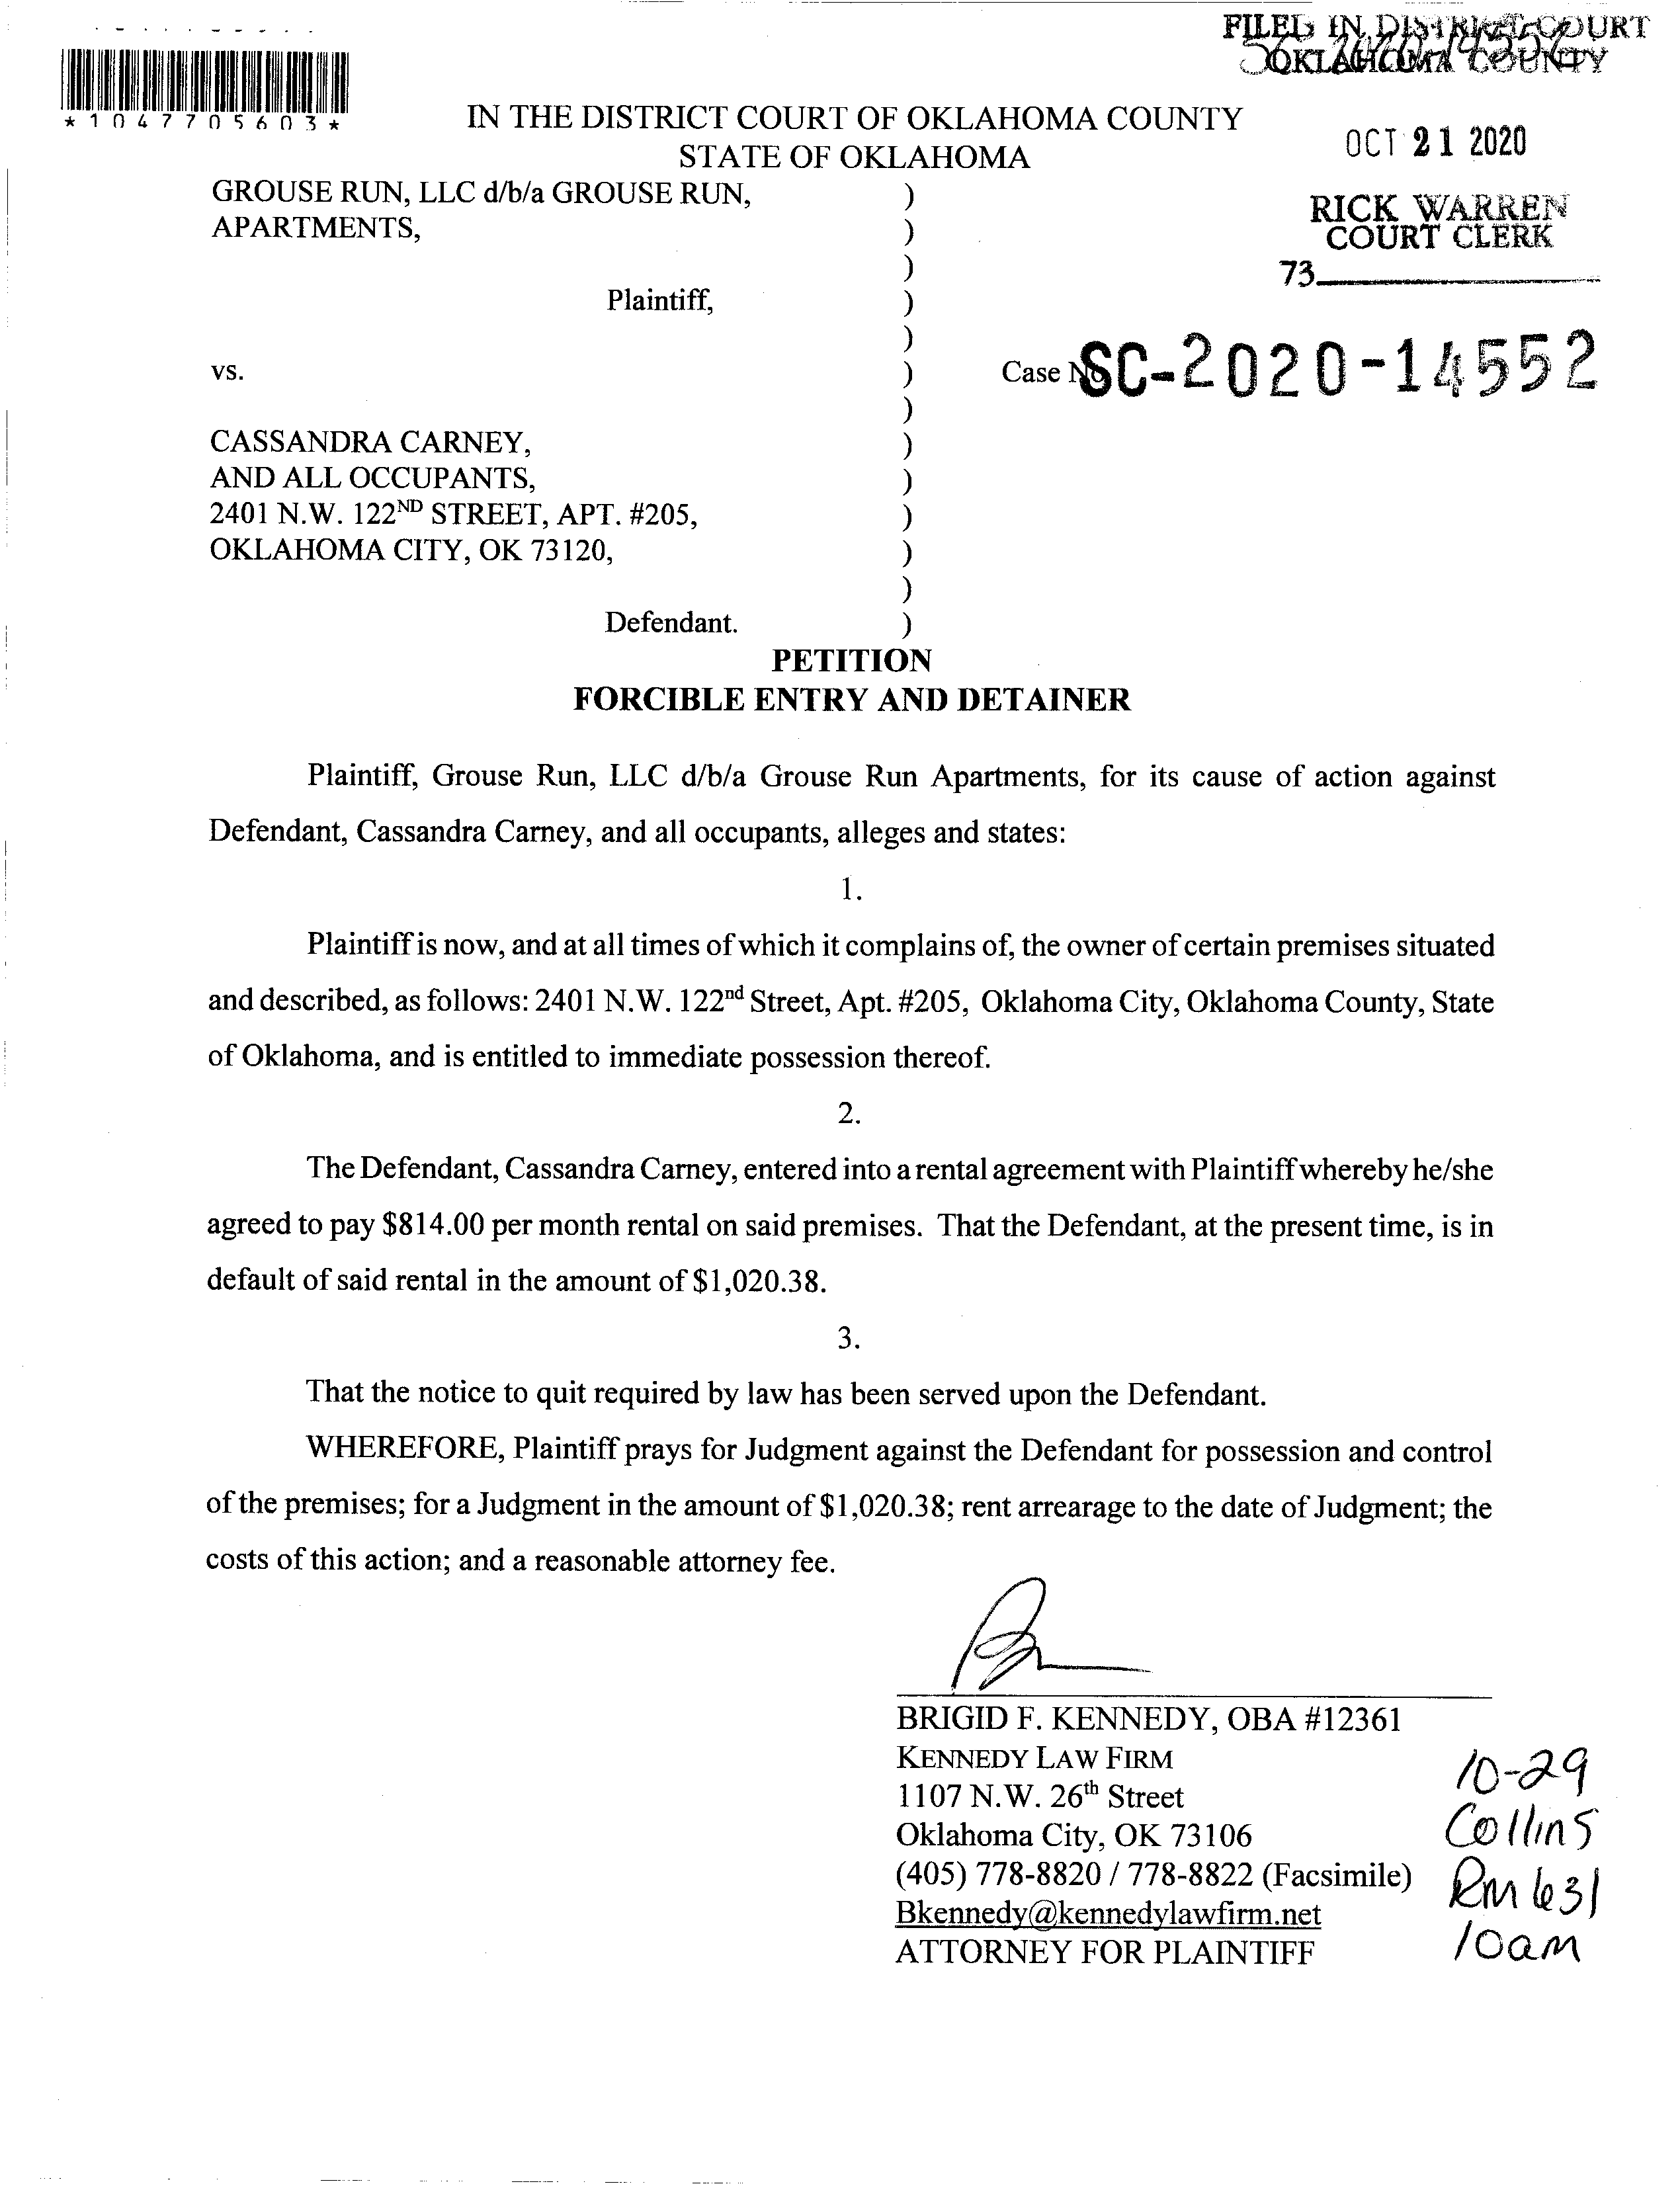 FILED IN DISTRICT COURT
OKLAHOMA COUNTY
*1047705603*
IN THE DISTRICT COURT OF OKLAHOMA COUNTY
STATE OF OKLAHOMA
OCT 21 2020
GROUSE RUN, LLC d/b/a GROUSE RUN, )
APARTMENTS, )
)
RICK WARREN
COURT CLERK
73
Plaintiff, )
)
vs. ) Case No SC-2020-14552
)
CASSANDRA CARNEY, )
AND ALL OCCUPANTS, )
2401 N.W. 122ND STREET, APT. #205, )
OKLAHOMA CITY, OK 73120, )
)
Defendant. )
PETITION
FORCIBLE ENTRY AND DETAINER
Plaintiff, Grouse Run, LLC d/b/a Grouse Run Apartments, for its cause of action against
Defendant, Cassandra Carney, and all occupants, alleges and states:
1.
Plaintiff is now, and at all times of which it complains of, the owner of certain premises situated
and described, as follows: 2401 N.W. 122nd Street, Apt. #205, Oklahoma City, Oklahoma County, State
of Oklahoma, and is entitled to immediate possession thereof.
2.
The Defendant, Cassandra Carney, entered into a rental agreement with Plaintiff whereby he/she
agreed to pay $814.00 per month rental on said premises. That the Defendant, at the present time, is in
default of said rental in the amount of $1,020.38.
3.
That the notice to quit required by law has been served upon the Defendant.
WHEREFORE, Plaintiff prays for Judgment against the Defendant for possession and control
of the premises; for a Judgment in the amount of $1,020.38; rent arrearage to the date of Judgment; the
costs of this action; and a reasonable attorney fee.
BRIGID F. KENNEDY, OBA #12361
KENNEDY LAW FIRM
1107 N.W. 26th Street
Oklahoma City, OK 73106
(405) 778-8820 / 778-8822 (Facsimile)
Bkennedy@kennedylawfirm.net
ATTORNEY FOR PLAINTIFF
10-29
Collins
Rm 631
10am